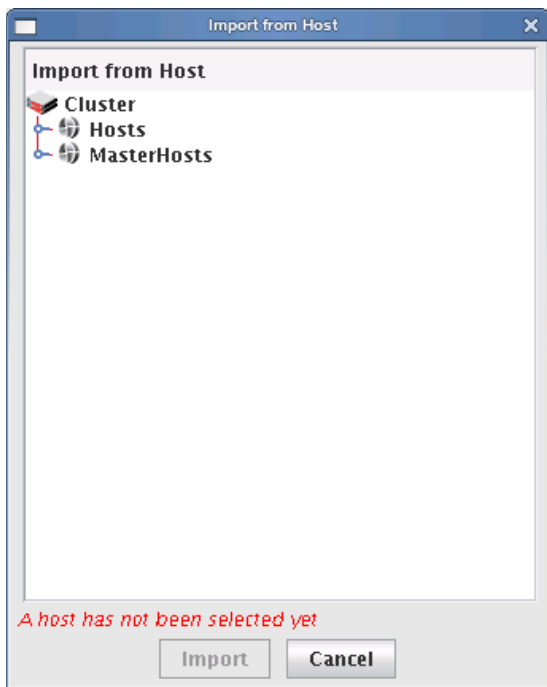 Import from Host
Import from Host
Cluster
Hosts
MasterHosts
A host has not been selected yet
Import Cancel